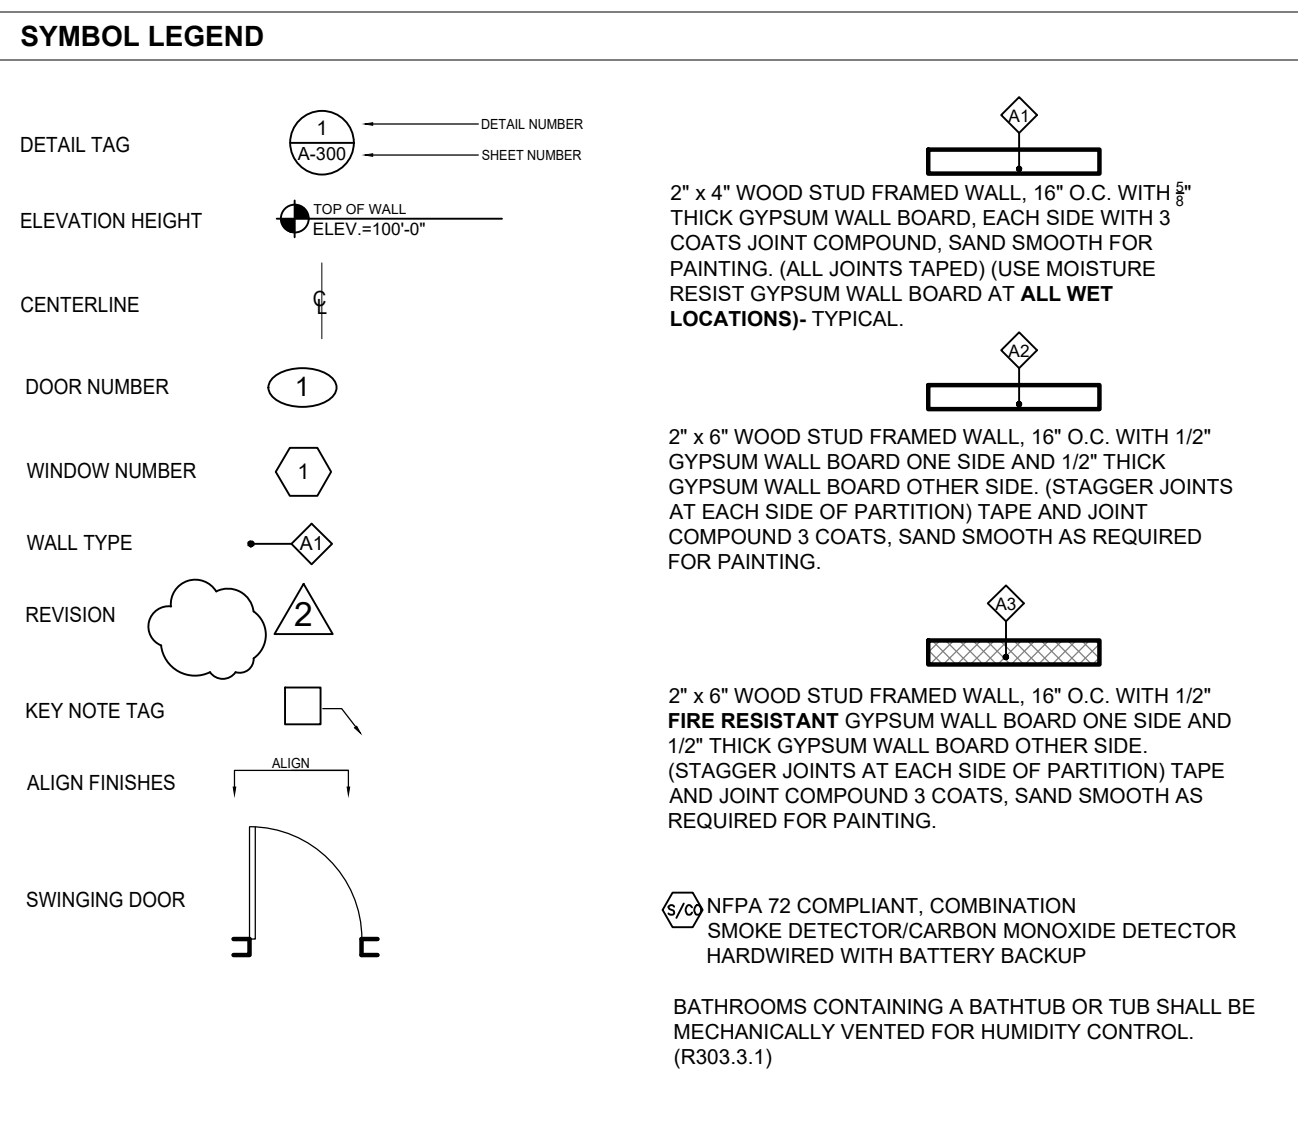 SYMBOL LEGEND
DETAIL TAG
1
A-300
DETAIL NUMBER
SHEET NUMBER
ELEVATION HEIGHT
TOP OF WALL
ELEV.=100'-0"
CENTERLINE
℄
DOOR NUMBER
1
WINDOW NUMBER
1
WALL TYPE
A1
REVISION
2
KEY NOTE TAG
ALIGN FINISHES
ALIGN
SWINGING DOOR
A1
2" x 4" WOOD STUD FRAMED WALL, 16" O.C. WITH 5/8"
THICK GYPSUM WALL BOARD, EACH SIDE WITH 3
COATS JOINT COMPOUND, SAND SMOOTH FOR
PAINTING. (ALL JOINTS TAPED) (USE MOISTURE
RESIST GYPSUM WALL BOARD AT ALL WET
LOCATIONS)- TYPICAL.
A2
2" x 6" WOOD STUD FRAMED WALL, 16" O.C. WITH 1/2"
GYPSUM WALL BOARD ONE SIDE AND 1/2" THICK
GYPSUM WALL BOARD OTHER SIDE. (STAGGER JOINTS
AT EACH SIDE OF PARTITION) TAPE AND JOINT
COMPOUND 3 COATS, SAND SMOOTH AS REQUIRED
FOR PAINTING.
A3
2" x 6" WOOD STUD FRAMED WALL, 16" O.C. WITH 1/2"
FIRE RESISTANT GYPSUM WALL BOARD ONE SIDE AND
1/2" THICK GYPSUM WALL BOARD OTHER SIDE.
(STAGGER JOINTS AT EACH SIDE OF PARTITION) TAPE
AND JOINT COMPOUND 3 COATS, SAND SMOOTH AS
REQUIRED FOR PAINTING.
S/CO NFPA 72 COMPLIANT, COMBINATION
SMOKE DETECTOR/CARBON MONOXIDE DETECTOR
HARDWIRED WITH BATTERY BACKUP
BATHROOMS CONTAINING A BATHTUB OR TUB SHALL BE
MECHANICALLY VENTED FOR HUMIDITY CONTROL.
(R303.3.1)